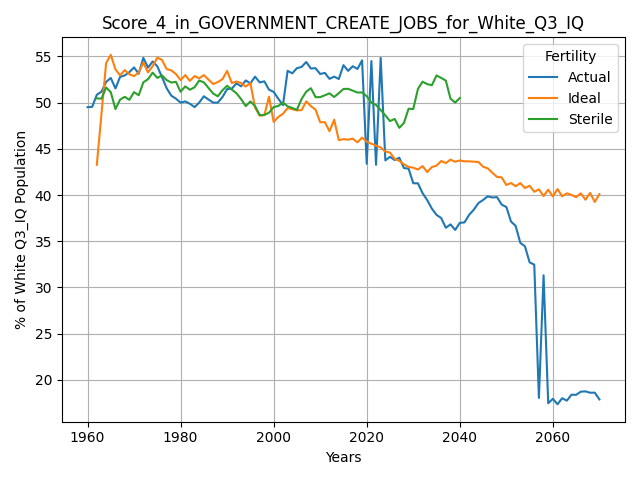 Score_4_in_GOVERNMENT_CREATE_JOBS_for_White_Q3_IQ
Fertility
Actual
Ideal
Sterile
% of White Q3_IQ Population
55
50
45
40
35
30
25
20
1960
1980
2000
2020
2040
2060
Years